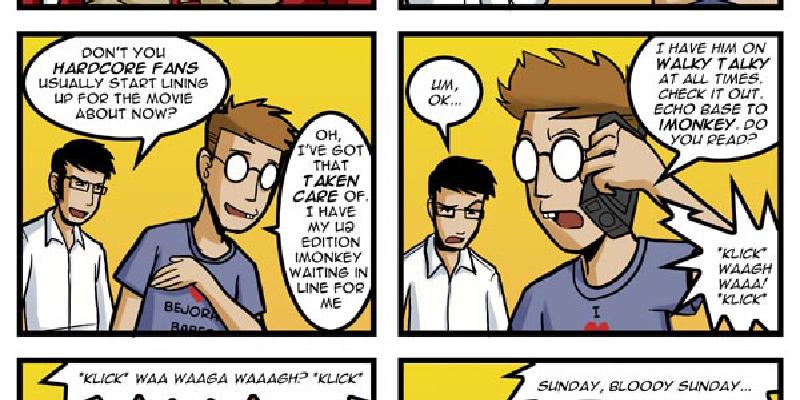 DON'T YOU
HARDCORE FANS
USUALLY START LINING
UP FOR THE MOVIE
ABOUT NOW?
OH,
I'VE GOT
THAT
TAKEN
CARE OF.
I HAVE
MY U2
EDITION
IMONKEY
WAITING IN
LINE FOR
ME
BEJOR
UM,
OK...
I HAVE HIM ON
WALKY TALKY
AT ALL TIMES.
CHECK IT OUT.
ECHO BASE TO
IMONKEY. DO
YOU READ?
*KLICK*
WAAGH
WAAA!
*KLICK*
I
*KLICK* WAA WAAGA WAAAGH? *KLICK*
SUNDAY, BLOODY SUNDAY...